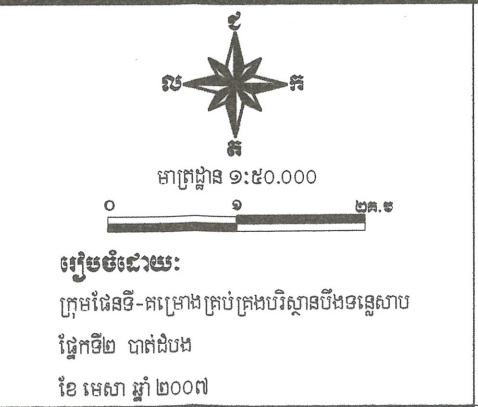 ជ
ល ក
ត
មាត្រដ្ឋាន ១:៥០.០០០
០ ១ ២គ.ម
រៀបចំដោយ:
ក្រុមផែនទី-គម្រោងគ្រប់គ្រងបរិស្ថានបឹងទន្លេសាប
ផ្នែកទី២ បាត់ដំបង
ខែ មេសា ឆ្នាំ ២០០៧